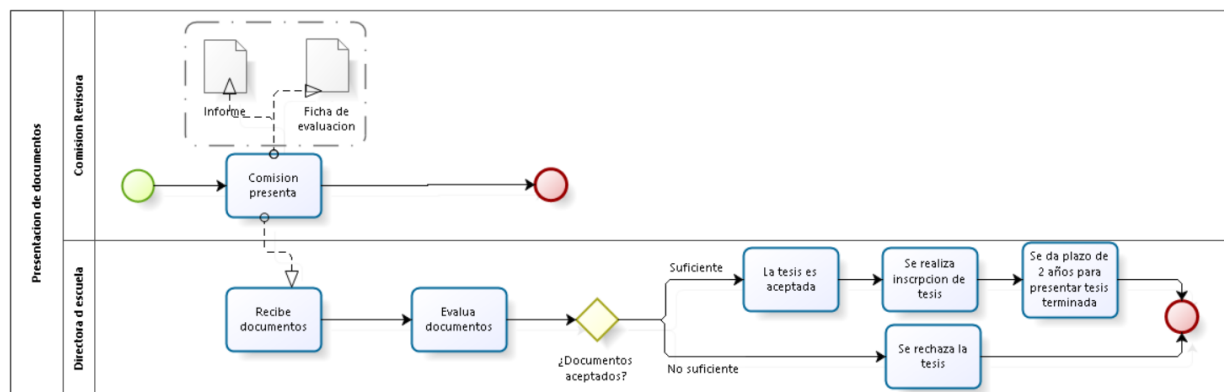 Presentacion de documentos
Comision Revisora
Informe
Ficha de
evaluacion
Comision
presenta
Directora d escuela
Recibe
documentos
Evalua
documentos
¿Documentos
aceptados?
Suficiente
No suficiente
La tesis es
aceptada
Se realiza
inscrpcion de
tesis
Se da plazo de
2 años para
presentar tesis
terminada
Se rechaza la
tesis